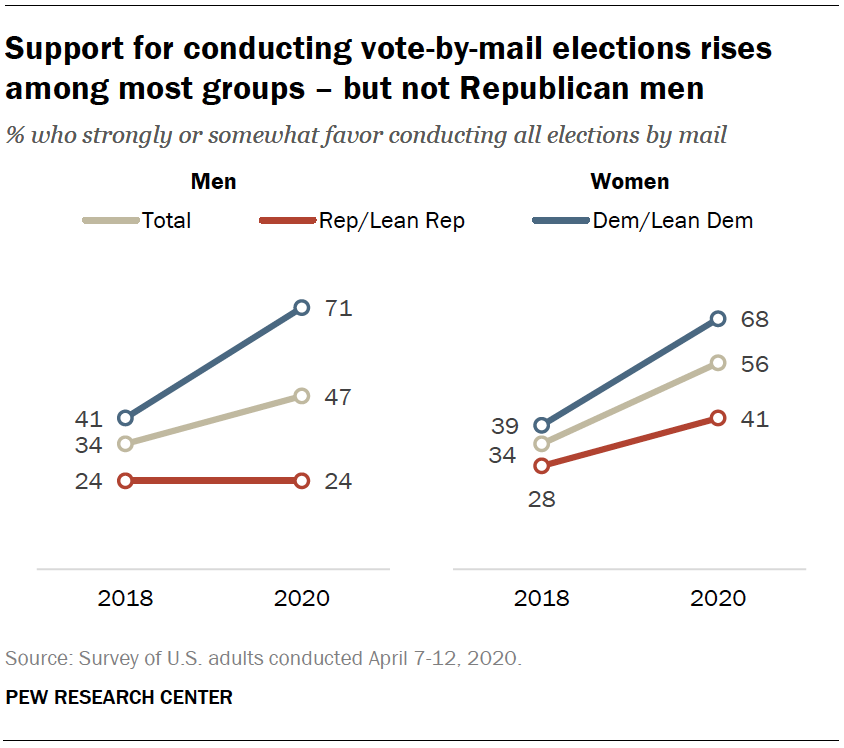 Support for conducting vote-by-mail elections rises
among most groups – but not Republican men
% who strongly or somewhat favor conducting all elections by mail
Men
Women
Total
Rep/Lean Rep
Dem/Lean Dem
71
47
41
34
24
24
2018
2020
68
56
41
39
34
28
2018
2020
Source: Survey of U.S. adults conducted April 7-12, 2020.
PEW RESEARCH CENTER